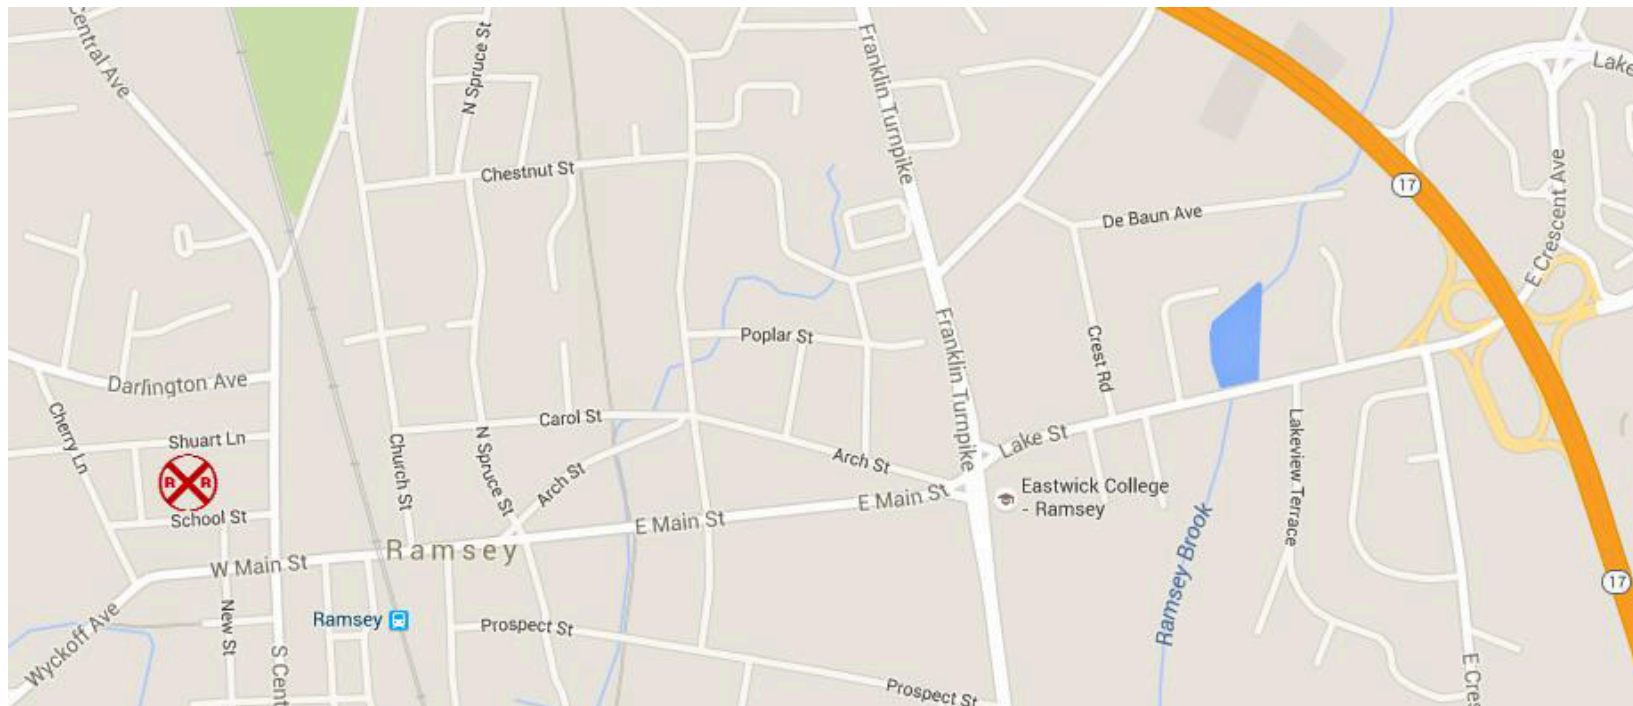 Central Ave
N Spruce St
Franklin Turnpike
Lake
Chestnut St
17
De Baun Ave
E Crescent Ave
Poplar St
Franklin Turnpike
Crest Rd
Darlington Ave
Cherry Ln
Shuart Ln
Carol St
Church St
N Spruce St
Arch St
Arch St
Lake St
Lakeview Terrace
R R
School St
E Main St
E Main St
Eastwick College
- Ramsey
Ramsey
W Main St
Ramsey Brook
17
New St
Ramsey
Prospect St
Wyckoff Ave
S Cent
Prospect St
E Cres